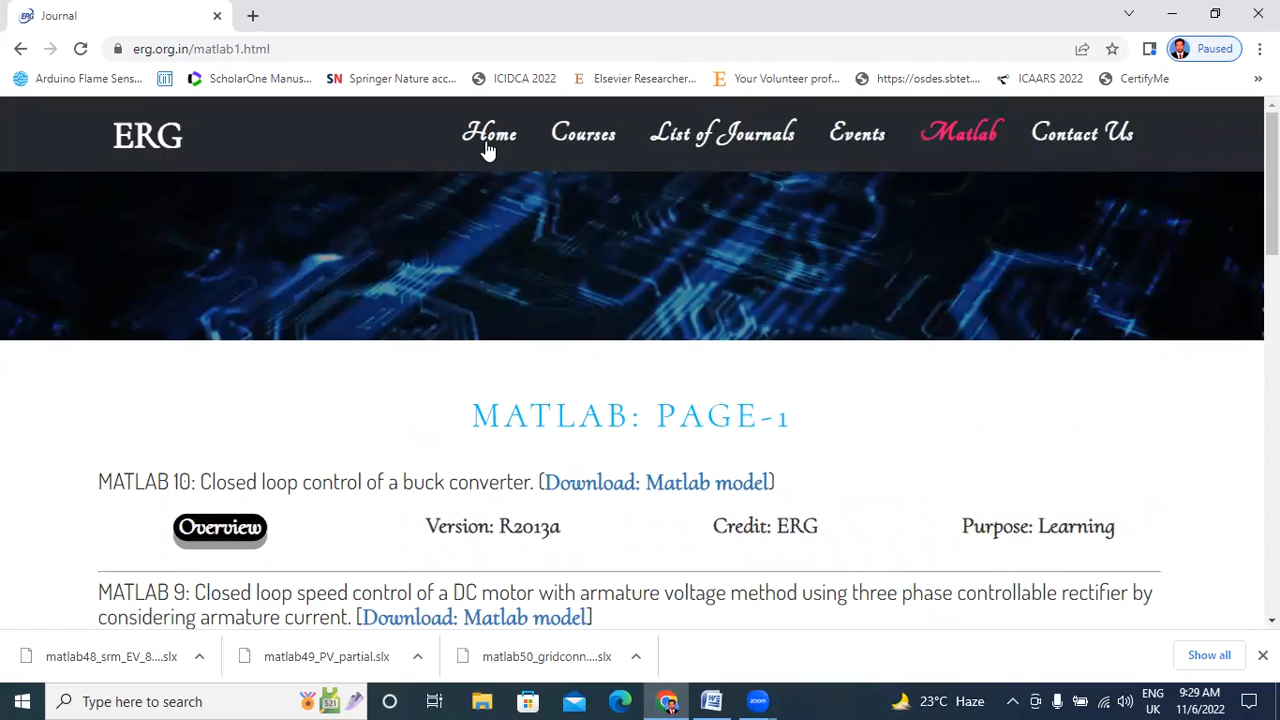 Journal
erg.org.in/matlab1.html
Paused
Arduino Flame Sens...
ScholarOne Manus...
SN Springer Nature acc...
ICIDCA 2022
E Elsevier Researcher...
E Your Volunteer prof...
https://osdes.sbtet...
ICAARS 2022
CertifyMe
»
ERG
Home
Courses
List of Journals
Events
Matlab
Contact Us
MATLAB: PAGE-1
MATLAB 10: Closed loop control of a buck converter. (Download: Matlab model)
Overview
Version: R2013a
Credit: ERG
Purpose: Learning
MATLAB 9: Closed loop speed control of a DC motor with armature voltage method using three phase controllable rectifier by
considering armature current. [Download: Matlab model]
matlab48_srm_EV_8....slx
matlab49_PV_partial.slx
matlab50_gridconn....slx
Show all
Type here to search
521
zoom
23°C Haze
ENG
UK
9:29 AM
11/6/2022